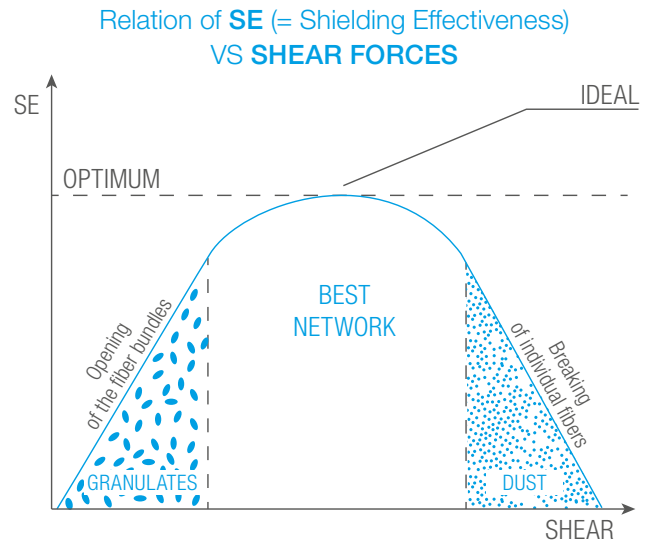 Relation of SE (= Shielding Effectiveness)
VS SHEAR FORCES
SE
IDEAL
OPTIMUM
Opening
of the fiber bundles
BEST
NETWORK
Breaking
of individual fibers
GRANULATES
DUST
SHEAR